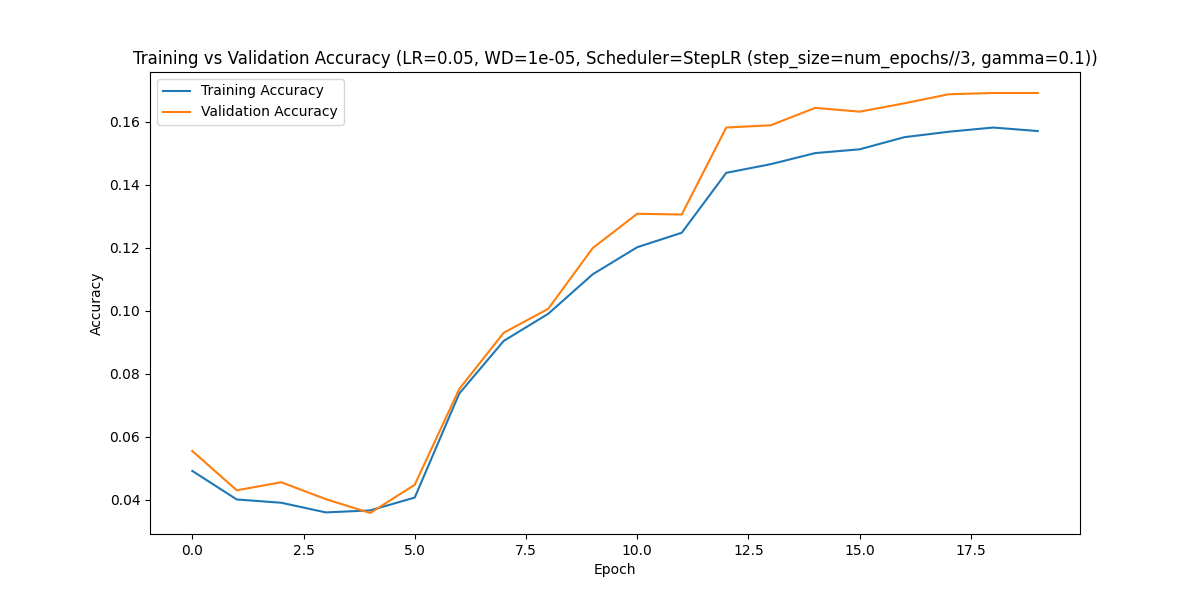 Training vs Validation Accuracy (LR=0.05, WD=1e-05, Scheduler=StepLR (step_size=num_epochs//3, gamma=0.1))
Training Accuracy
Validation Accuracy
0.16
0.14
0.12
0.10
0.08
0.06
0.04
Accuracy
0.0 2.5 5.0 7.5 10.0 12.5 15.0 17.5
Epoch